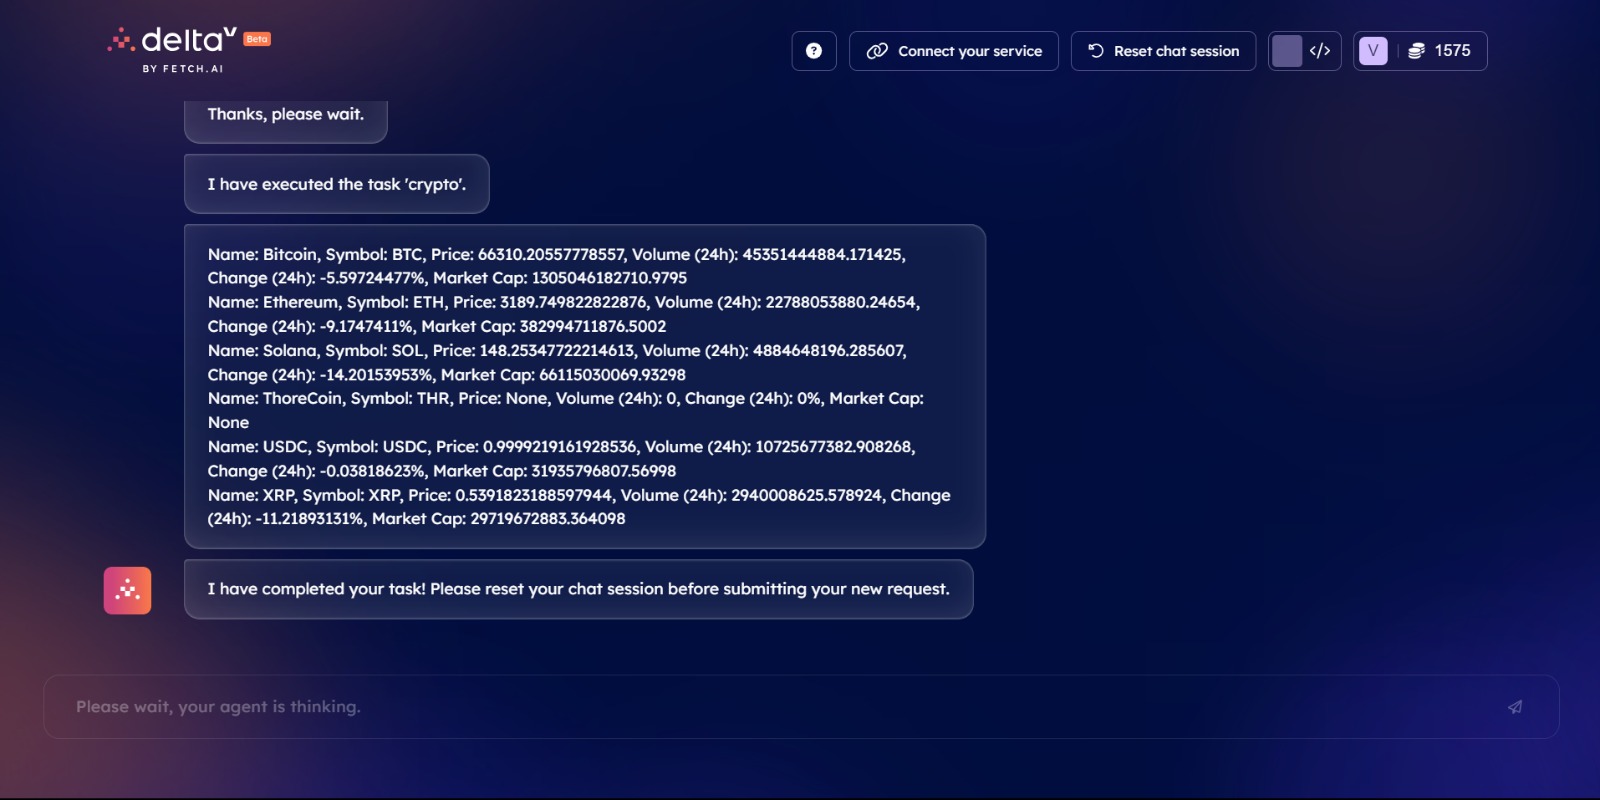 deltaV Beta
BY FETCH.AI
?
Connect your service
Reset chat session
</>
V
1575
Thanks, please wait.
I have executed the task 'crypto'.
Name: Bitcoin, Symbol: BTC, Price: 66310.20557778557, Volume (24h): 45351444884.171425,
Change (24h): -5.59724477%, Market Cap: 1305046182710.9795
Name: Ethereum, Symbol: ETH, Price: 3189.749822822876, Volume (24h): 22788053880.24654,
Change (24h): -9.1747411%, Market Cap: 382994711876.5002
Name: Solana, Symbol: SOL, Price: 148.25347722214613, Volume (24h): 4884648196.285607,
Change (24h): -14.20153953%, Market Cap: 66115030069.93298
Name: ThoreCoin, Symbol: THR, Price: None, Volume (24h): 0, Change (24h): 0%, Market Cap:
None
Name: USDC, Symbol: USDC, Price: 0.9999219161928536, Volume (24h): 10725677382.908268,
Change (24h): -0.03818623%, Market Cap: 31935796807.56998
Name: XRP, Symbol: XRP, Price: 0.5391823188597944, Volume (24h): 2940008625.578924, Change
(24h): -11.21893131%, Market Cap: 29719672883.364098
I have completed your task! Please reset your chat session before submitting your new request.
Please wait, your agent is thinking.